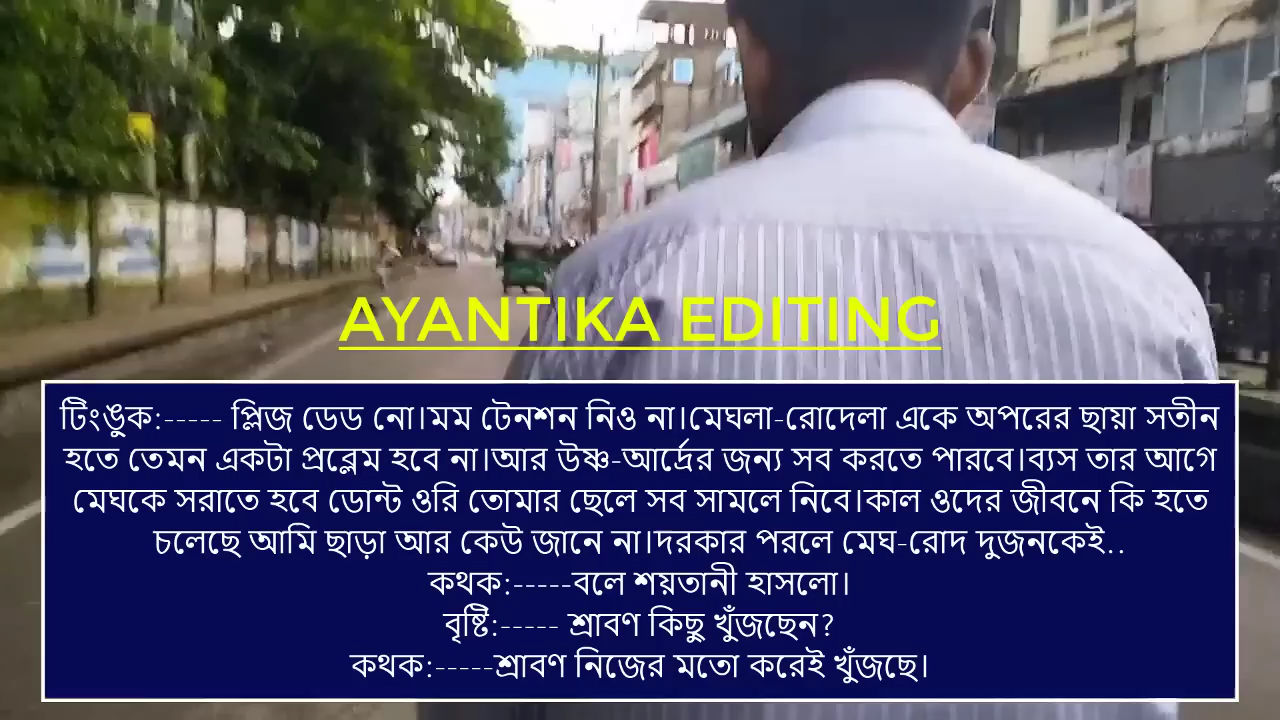 AYANTIKA EDITING
টিংঙুক:----- প্লিজ ডেড নো।মম টেনশন নিও না।মেঘলা-রোদেলা একে অপরের ছায়া সতীন
হতে তেমন একটা প্রব্লেম হবে না।আর উষ্ণ-আর্দ্রের জন্য সব করতে পারবে।ব্যস তার আগে
মেঘকে সরাতে হবে ডোন্ট ওরি তোমার ছেলে সব সামলে নিবে।কাল ওদের জীবনে কি হতে
চলেছে আমি ছাড়া আর কেউ জানে না।দরকার পরলে মেঘ-রোদ দুজনকেই..
কথক:-----বলে শয়তানী হাসলো।
বৃষ্টি:----- শ্রাবণ কিছু খুঁজছেন?
কথক:-----শ্রাবণ নিজের মতো করেই খুঁজছে।